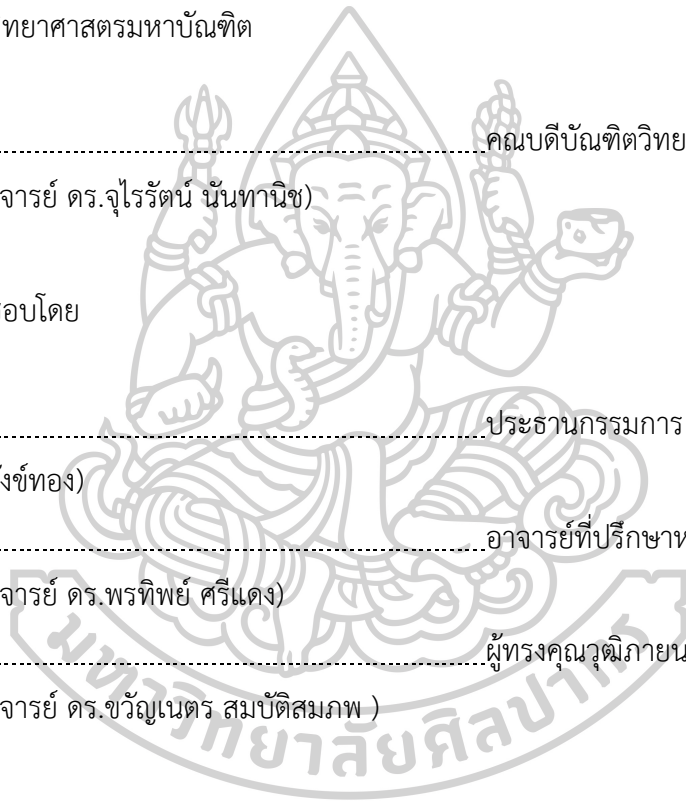 ทยาศาสตรมหาบัณฑิต
คณบดีบัณฑิตวิทย
จารย์ ดร.จุไรรัตน์ นันทานิช)
อบโดย
ประธานกรรมการ
ังข์ทอง)
อาจารย์ที่ปรึกษาห
จารย์ ดร.พรทิพย์ ศรีแดง)
ผู้ทรงคุณวุฒิภายน
จารย์ ดร.ขวัญเนตร สมบัติสมภพ )
มหาวิทยาลัยศิลปากร